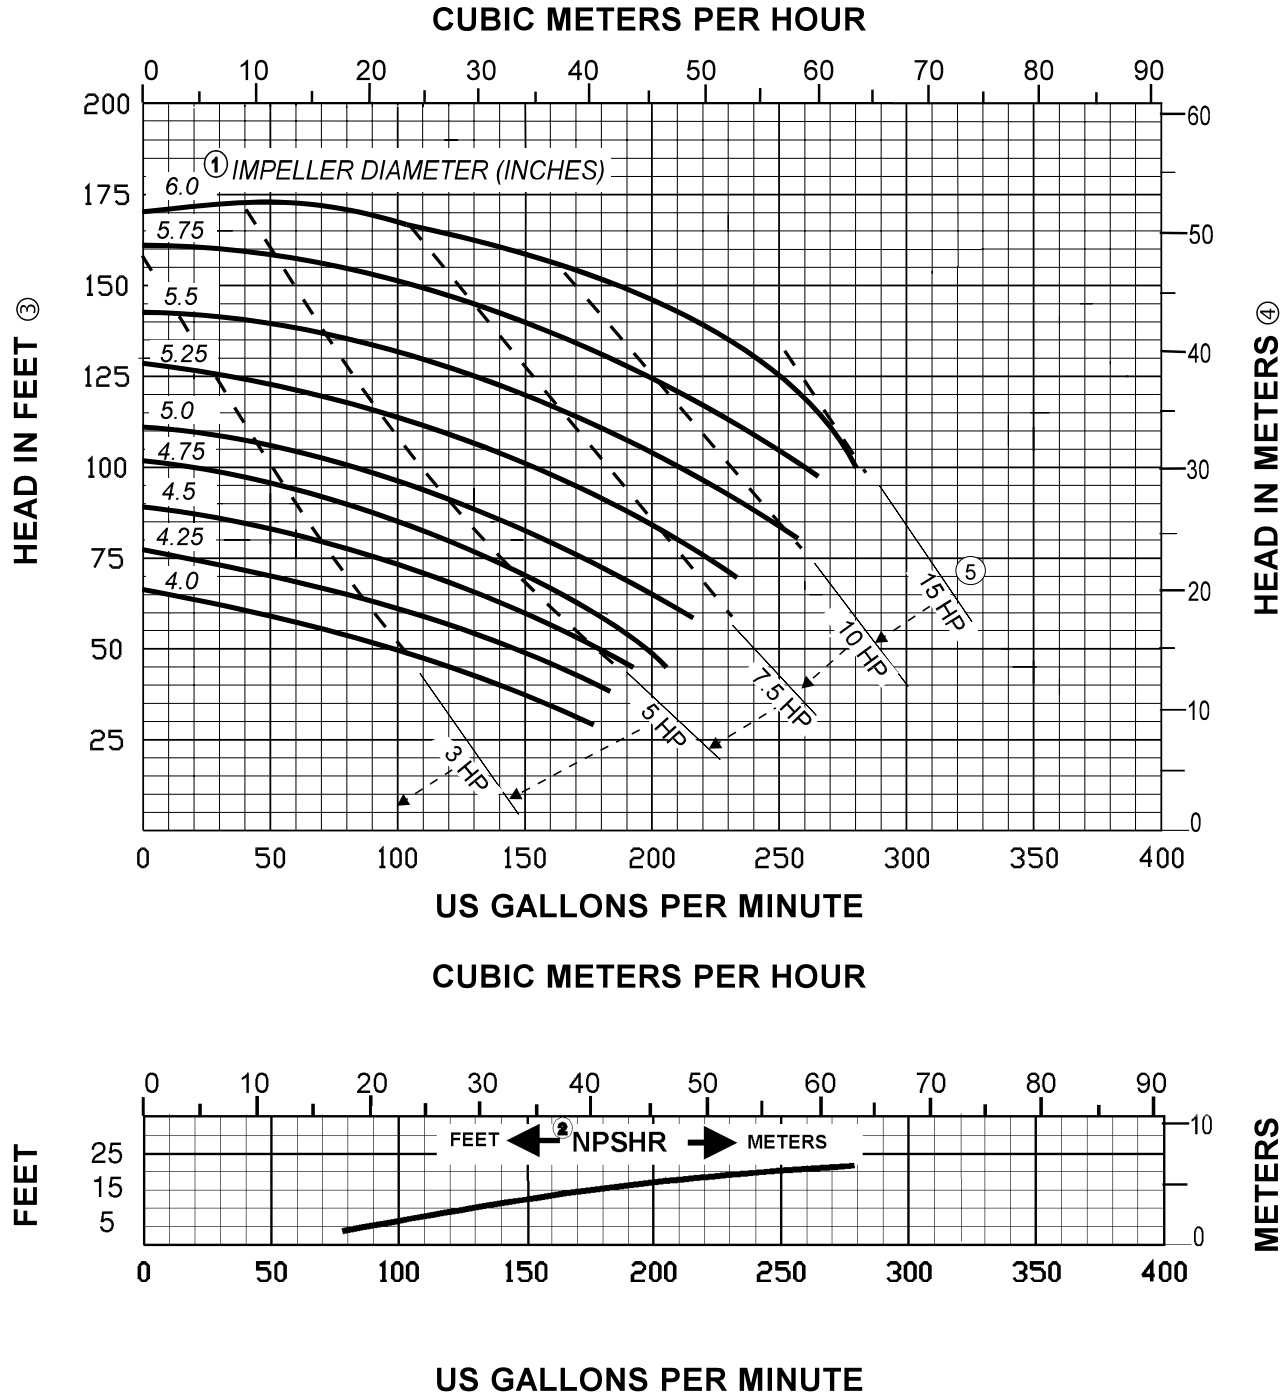 CUBIC METERS PER HOUR
0 10 20 30 40 50 60 70 80 90
200
175
150
125
100
75
50
25
HEAD IN FEET ③
① IMPELLER DIAMETER (INCHES)
6.0
5.75
5.5
5.25
5.0
4.75
4.5
4.25
4.0
3 HP
5 HP
7.5 HP
10 HP
15 HP
⑤
60
50
40
30
20
10
0
HEAD IN METERS ④
0 50 100 150 200 250 300 350 400
US GALLONS PER MINUTE
CUBIC METERS PER HOUR
0 10 20 30 40 50 60 70 80 90
FEET
25
15
5
FEET ② NPSHR METERS
10
0
METERS
0 50 100 150 200 250 300 350 400
US GALLONS PER MINUTE